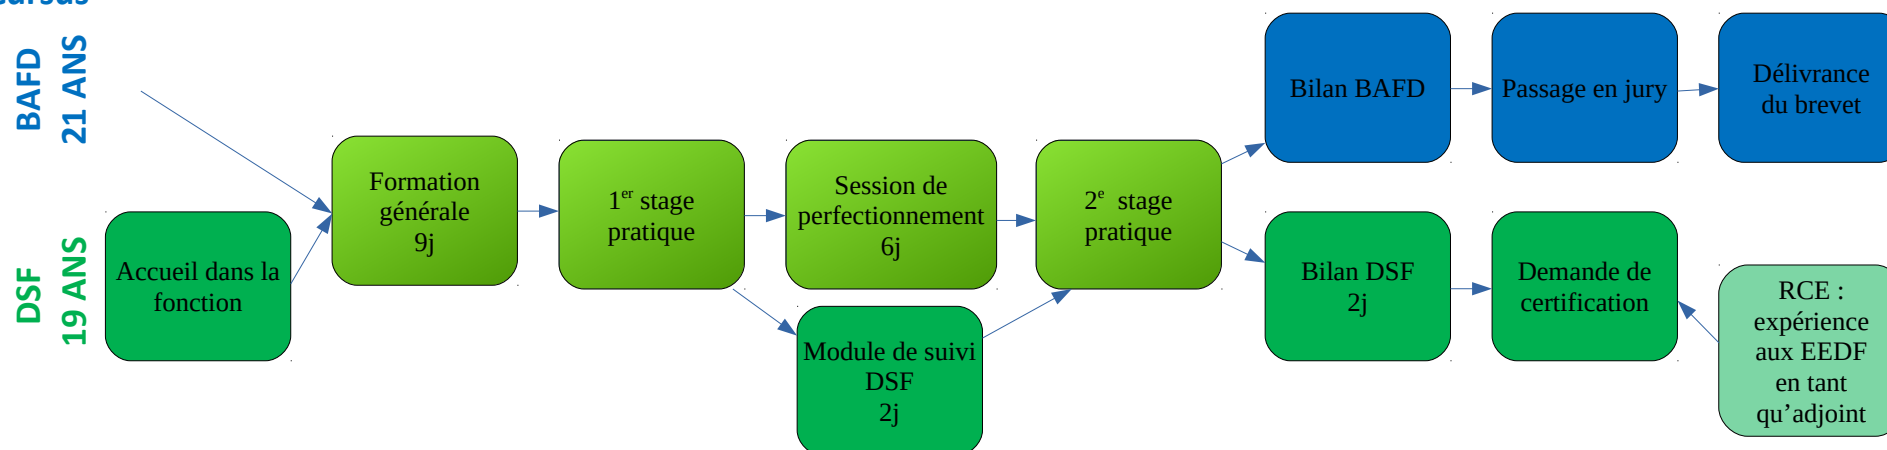 cursus
BAFD
21 ANS
DSF
19 ANS
Accueil dans la
fonction
Formation
générale
9j
1er stage
pratique
Session de
perfectionnement
6j
Module de suivi
DSF
2j
2e stage
pratique
Bilan BAFD
Passage en jury
Délivrance
du brevet
Bilan DSF
2j
Demande de
certification
RCE :
expérience
aux EEDF
en tant
qu’adjoint